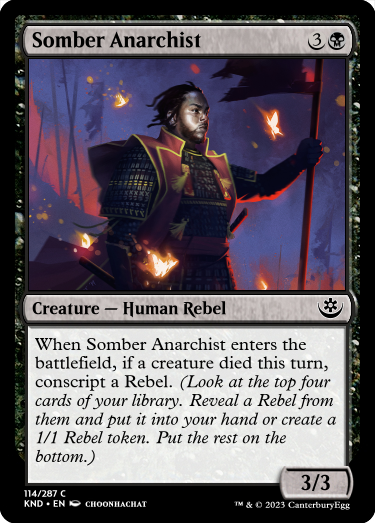 Somber Anarchist 3
Creature — Human Rebel
When Somber Anarchist enters the
battlefield, if a creature died this turn,
conscript a Rebel. (Look at the top four
cards of your library. Reveal a Rebel from
them and put it into your hand or create a
1/1 Rebel token. Put the rest on the
bottom.)
3/3
114/287 C
KND • EN CHOONHACHAT
™ & © 2023 CanterburyEgg